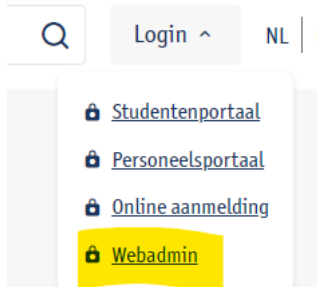 Login NL
Studentenportaal
Personeelsportaal
Online aanmelding
Webadmin